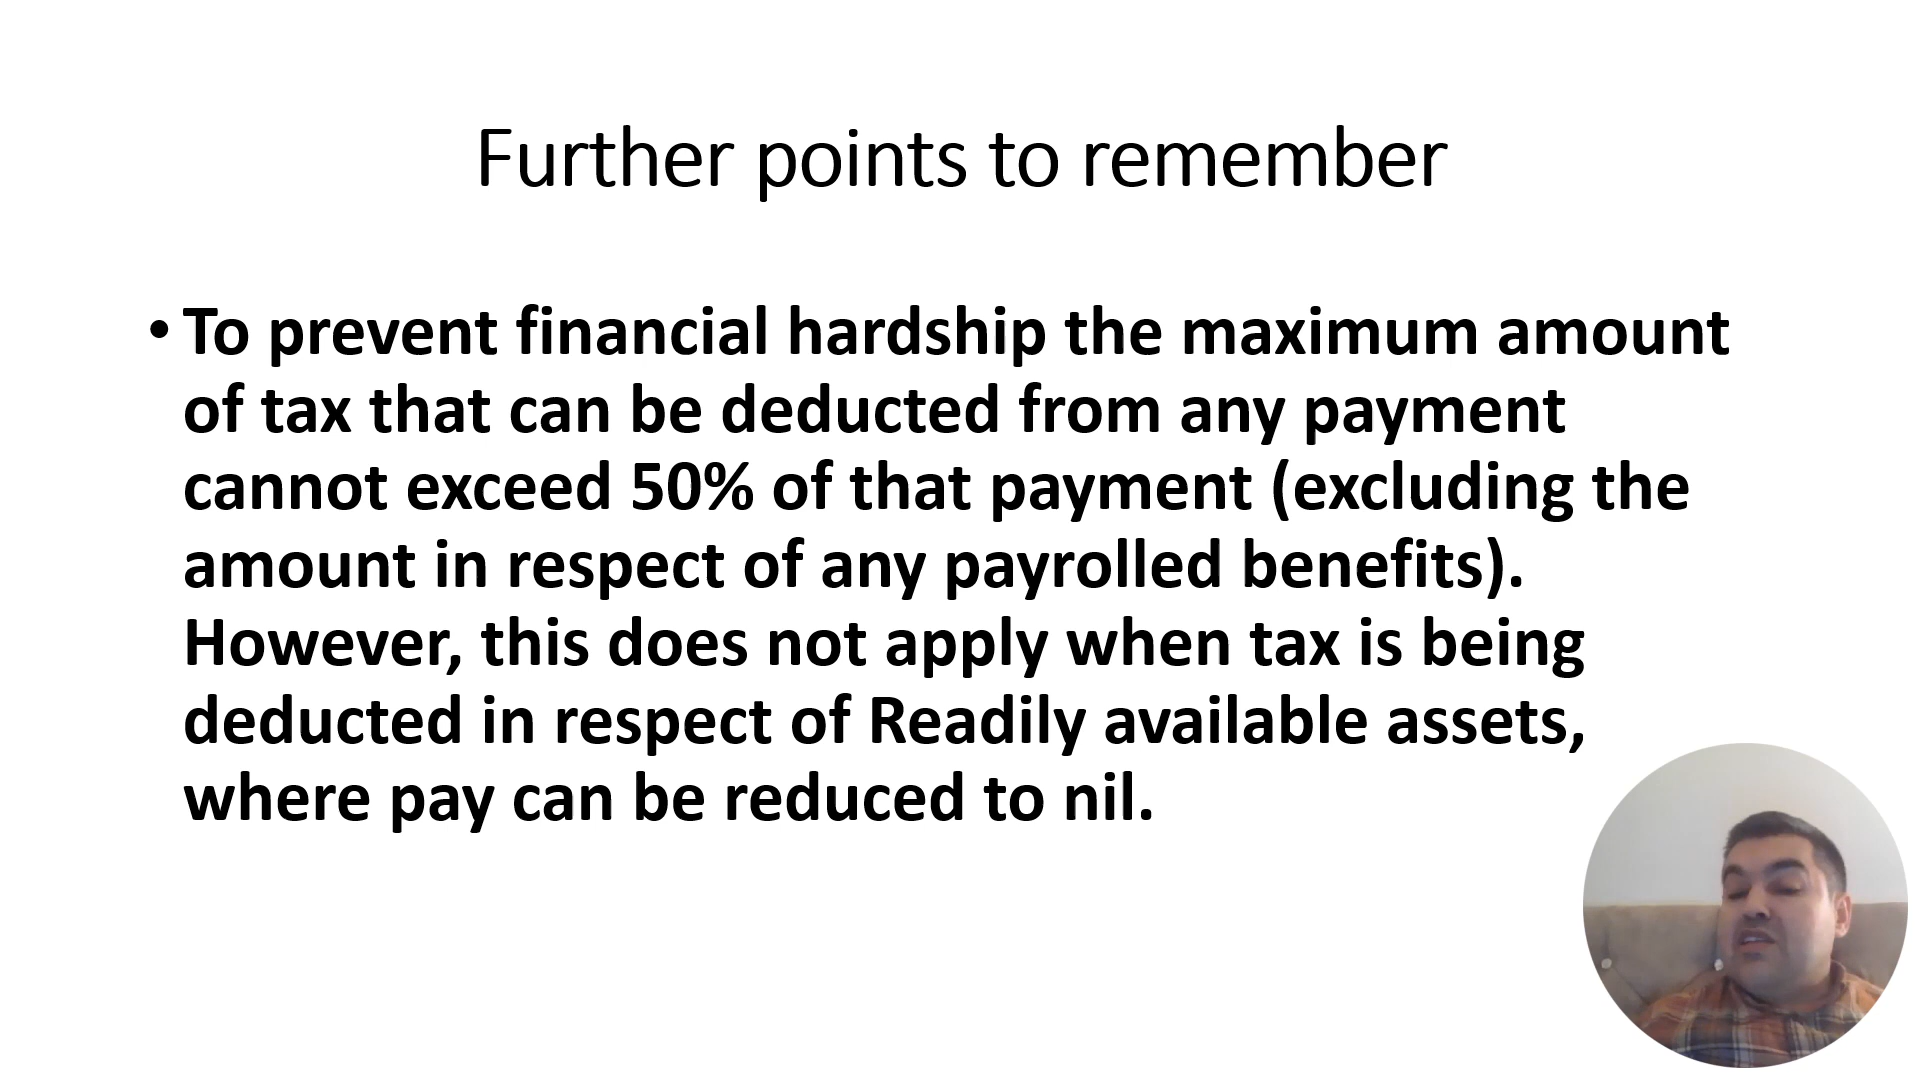 Further points to remember
• To prevent financial hardship the maximum amount
of tax that can be deducted from any payment
cannot exceed 50% of that payment (excluding the
amount in respect of any payrolled benefits).
However, this does not apply when tax is being
deducted in respect of Readily available assets,
where pay can be reduced to nil.